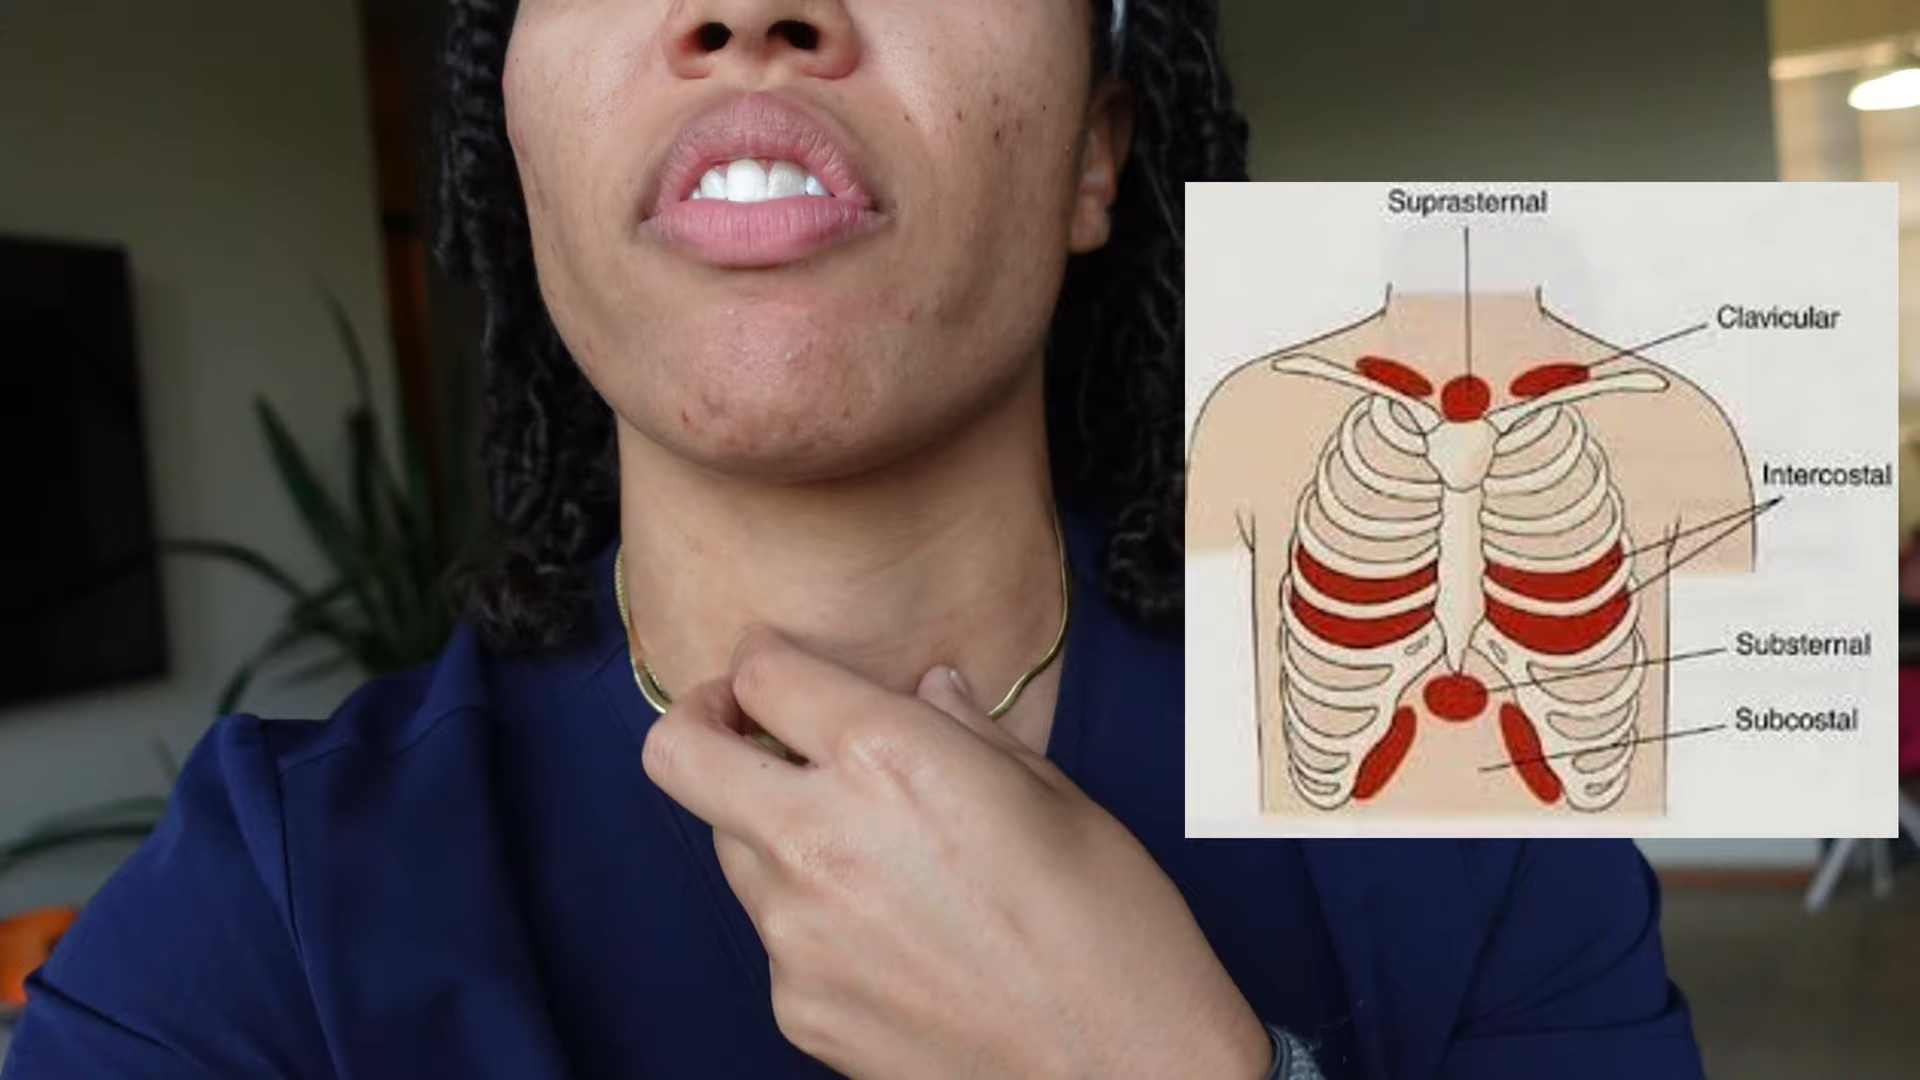 Suprasternal
Clavicular
Intercostal
Substernal
Subcostal